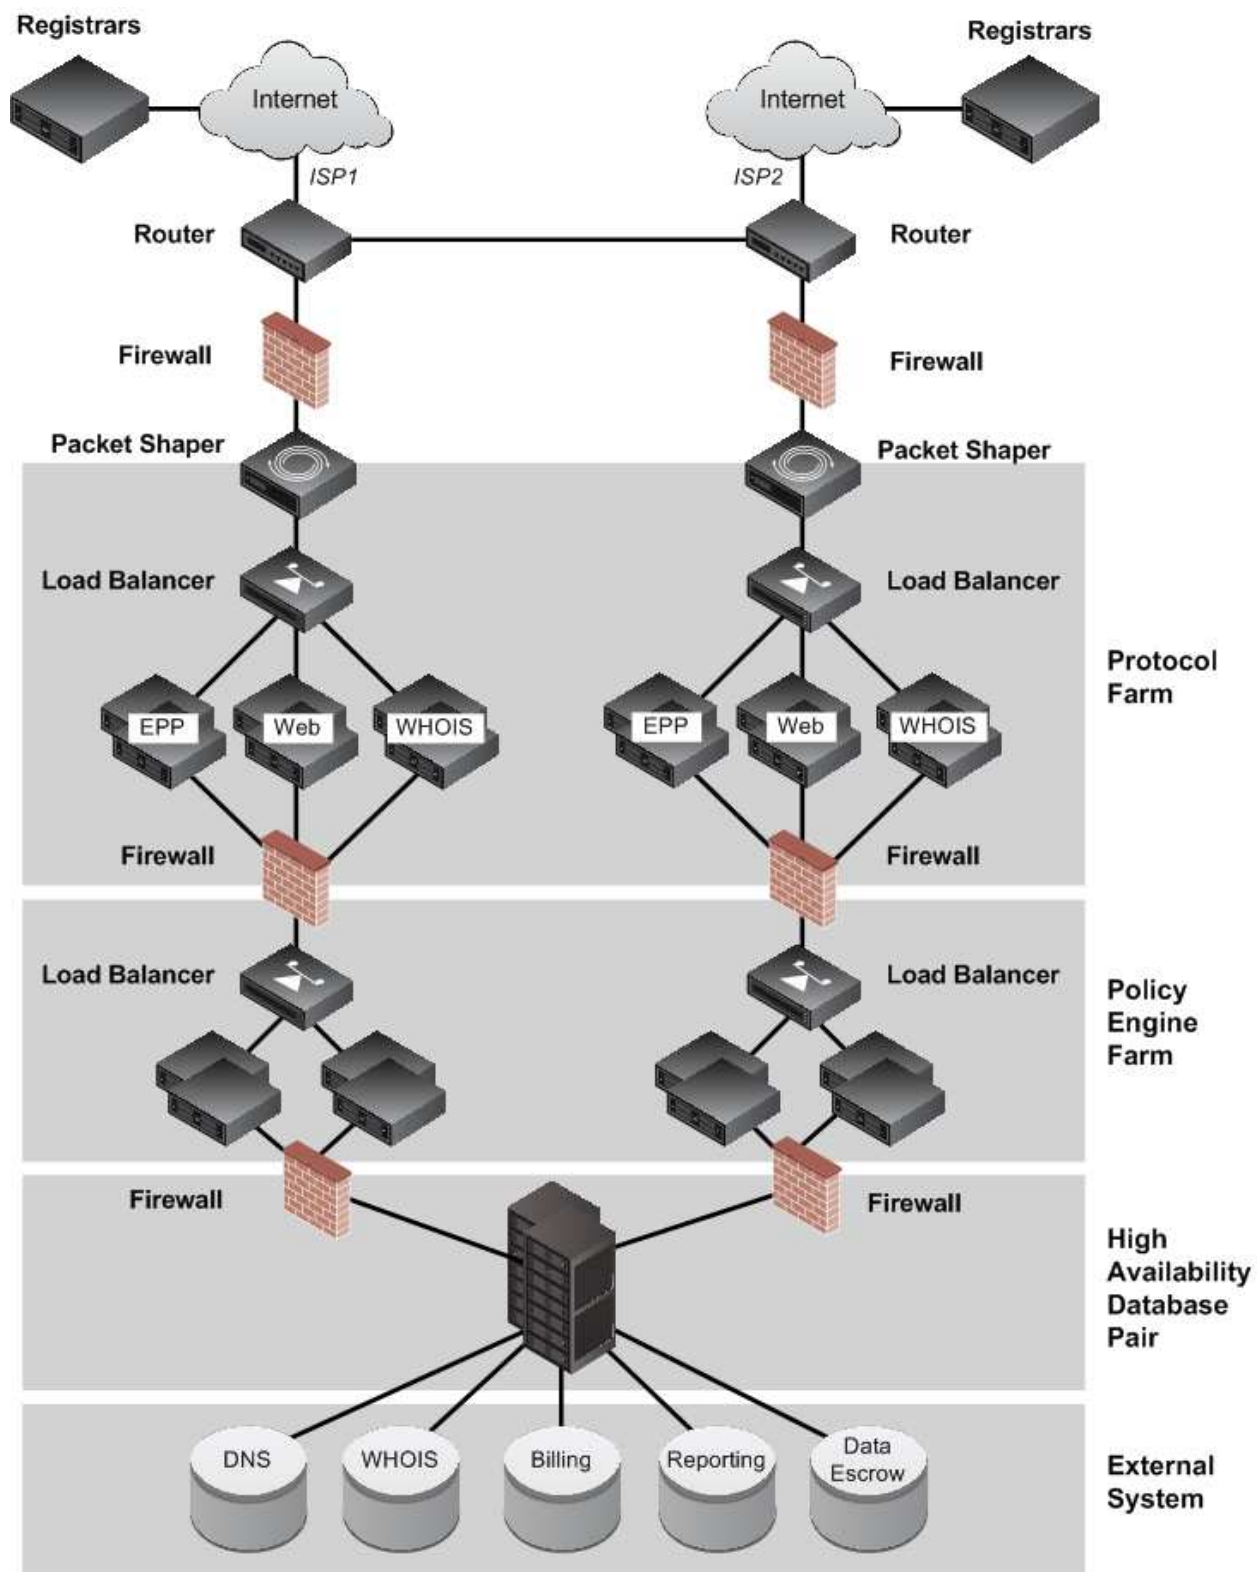 Registrars
Registrars
Internet
Internet
ISP1
ISP2
Router
Router
Firewall
Firewall
Packet Shaper
Packet Shaper
Load Balancer
Load Balancer
Protocol
Farm
EPP
Web
WHOIS
EPP
Web
WHOIS
Firewall
Firewall
Load Balancer
Load Balancer
Policy
Engine
Farm
Firewall
Firewall
High
Availability
Database
Pair
DNS
WHOIS
Billing
Reporting
Data
Escrow
External
System